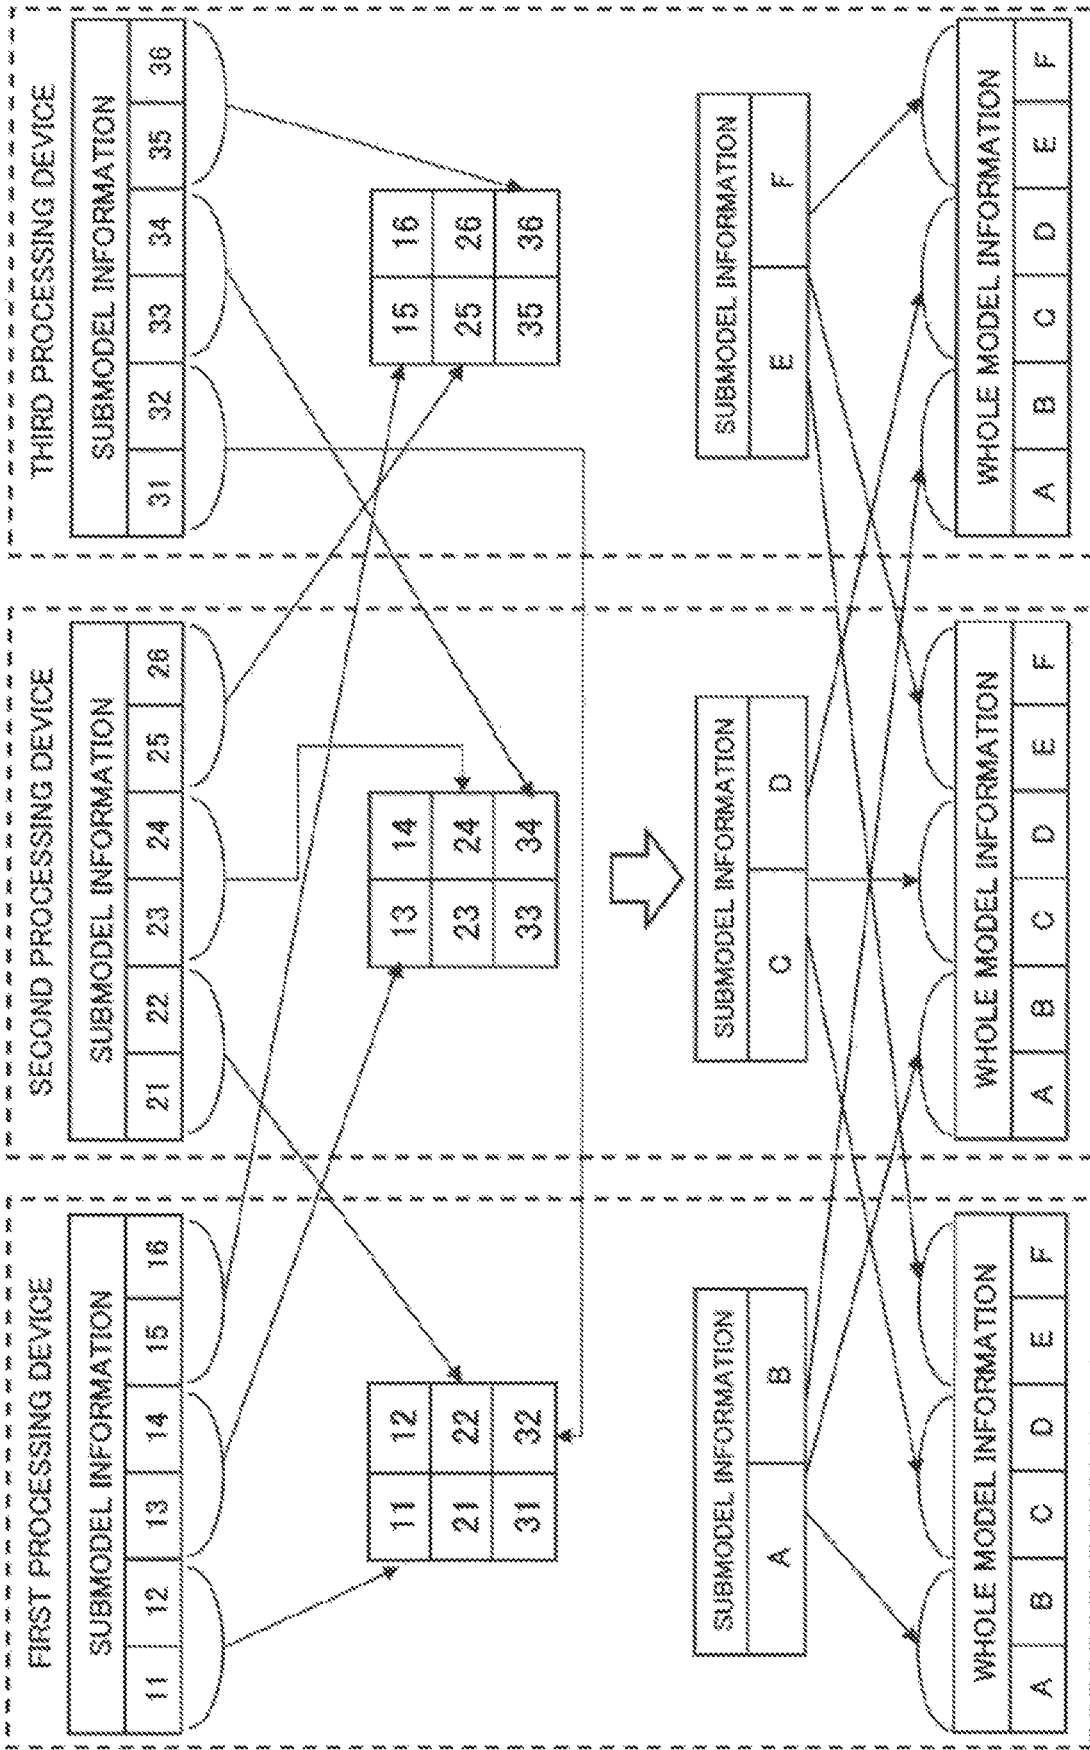 FIRST PROCESSING DEVICE
SUBMODEL INFORMATION
11 12 13 14 15 16
11 12
21 22
31 32
SUBMODEL INFORMATION
A B
WHOLE MODEL INFORMATION
A B C D E F
SECOND PROCESSING DEVICE
SUBMODEL INFORMATION
21 22 23 24 25 26
13 14
23 24
33 34
SUBMODEL INFORMATION
C D
WHOLE MODEL INFORMATION
A B C D E F
THIRD PROCESSING DEVICE
SUBMODEL INFORMATION
31 32 33 34 35 36
15 16
25 26
35 36
SUBMODEL INFORMATION
E F
WHOLE MODEL INFORMATION
A B C D E F